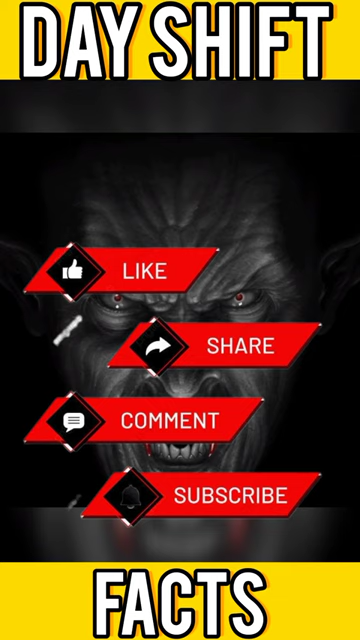 DAY SHIFT
LIKE
SHARE
COMMENT
SUBSCRIBE
FACTS